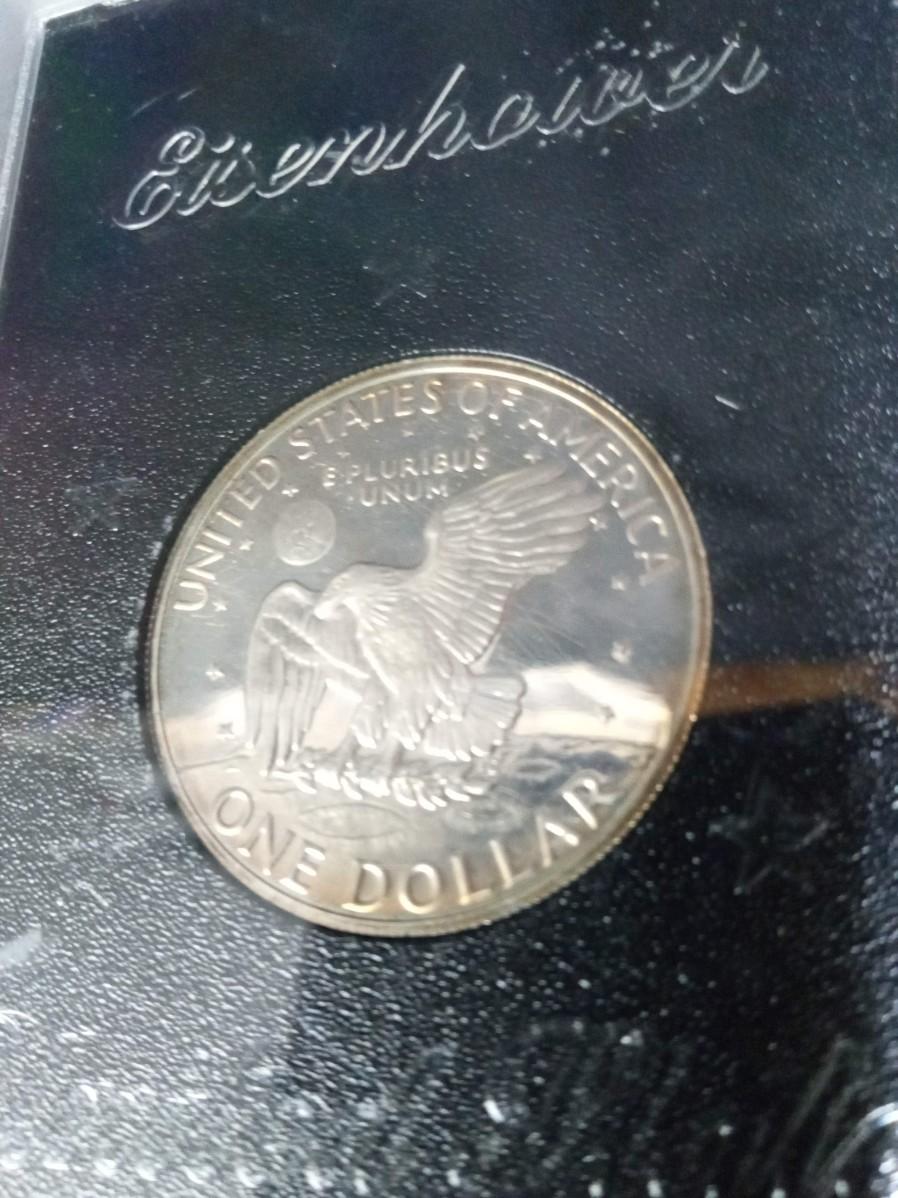 Eisenhower
UNITED STATES OF AMERICA
E PLURIBUS
UNUM
ONE DOLLAR